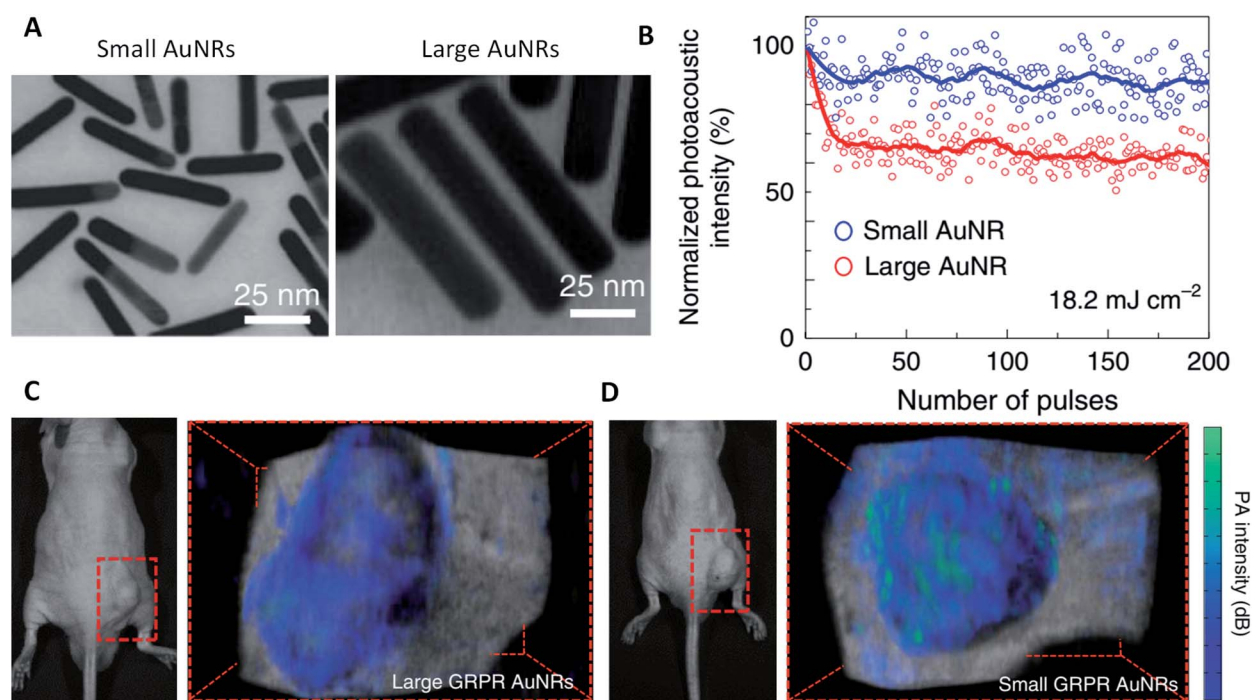 A
Small AuNRs
Large AuNRs
25 nm
25 nm
B
Normalized photoacoustic
intensity (%)
100
50
0
Small AuNR
Large AuNR
18.2 mJ cm⁻²
0
50
100
150
200
Number of pulses
C
Large GRPR AuNRs
D
Small GRPR AuNRs
PA intensity (dB)